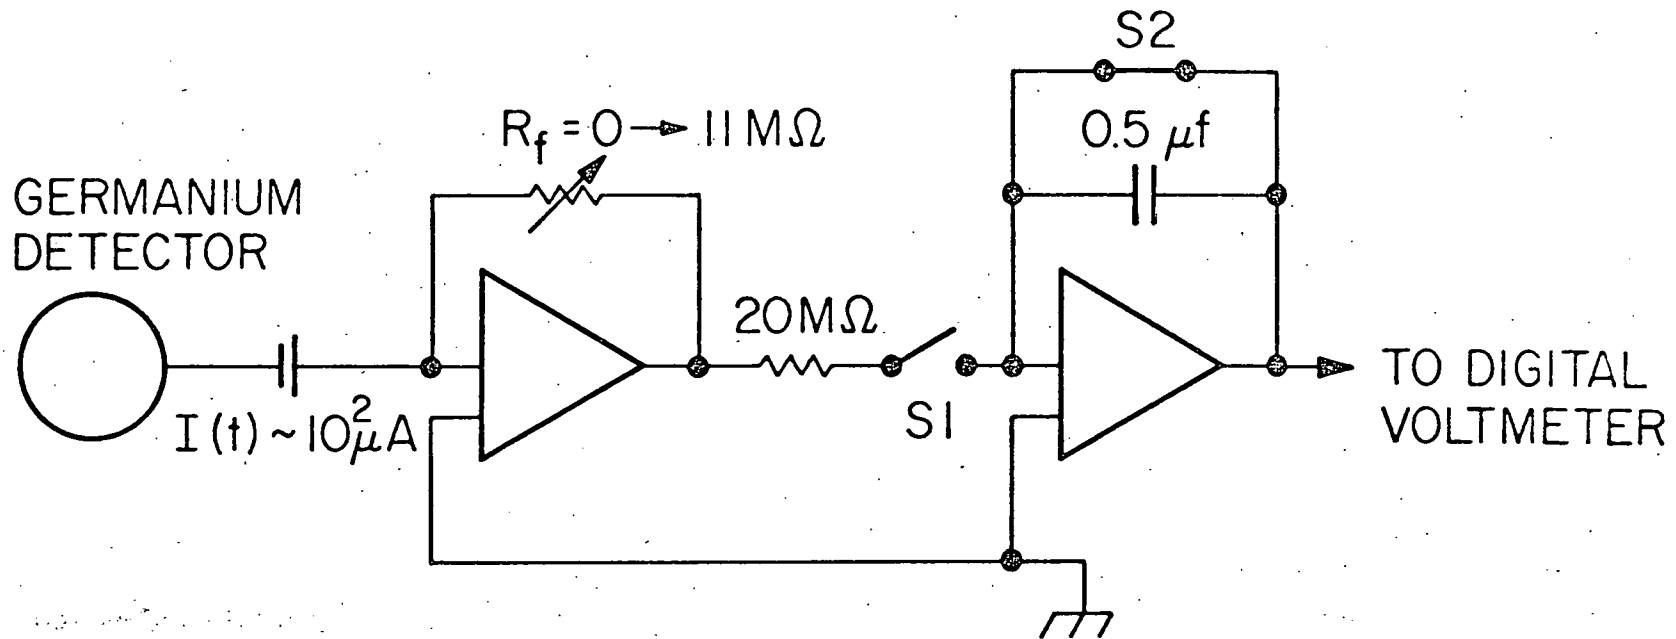 S2
R_f = 0 → 11 MΩ
0.5 μf
GERMANIUM
DETECTOR
20MΩ
I(t) ~ 10²μA
S1
TO DIGITAL
VOLTMETER